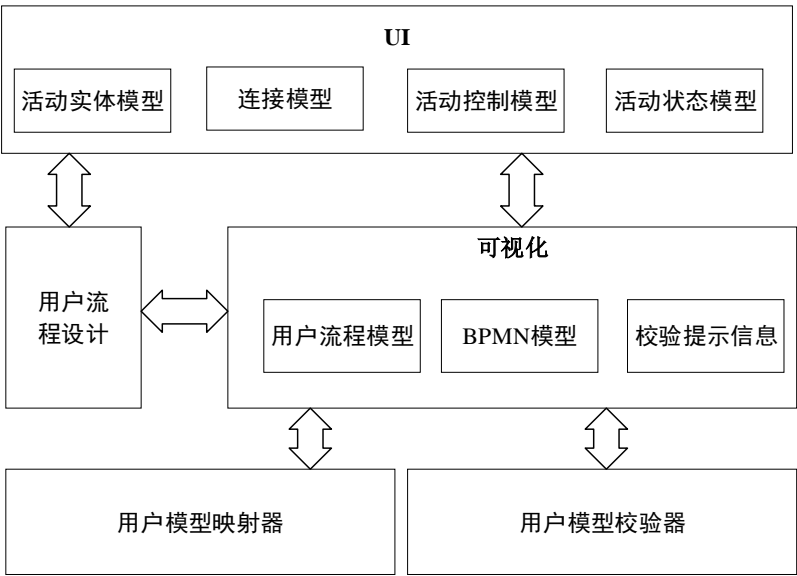 UI
活动实体模型
连接模型
活动控制模型
活动状态模型
用户流
程设计
可视化
用户流程模型
BPMN模型
校验提示信息
用户模型映射器
用户模型校验器